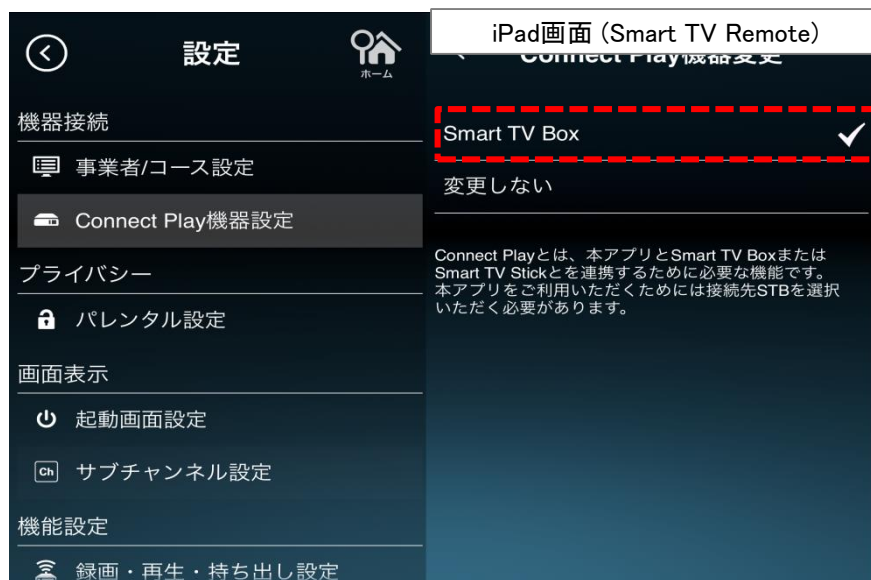 iPad画面 (Smart TV Remote)
設定
ホーム
Connect Play機器変更
機器接続
事業者/コース設定
Connect Play機器設定
プライバシー
パレンタル設定
画面表示
起動画面設定
Ch サブチャンネル設定
機能設定
録画・再生・持ち出し設定
Smart TV Box
変更しない
Connect Playとは、本アプリとSmart TV Boxまたは
Smart TV Stickとを連携するために必要な機能です。
本アプリをご利用いただくためには接続先STBを選択
いただく必要があります。